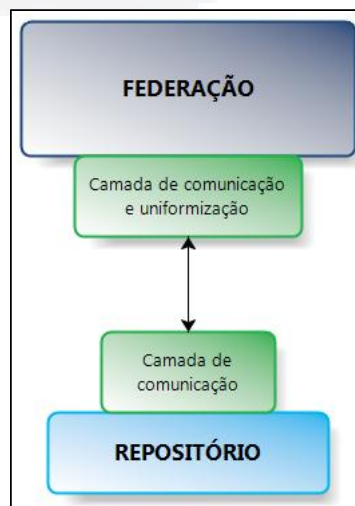 FEDERAÇÃO
Camada de comunicação
e uniformização
Camada de
comunicação
REPOSITÓRIO